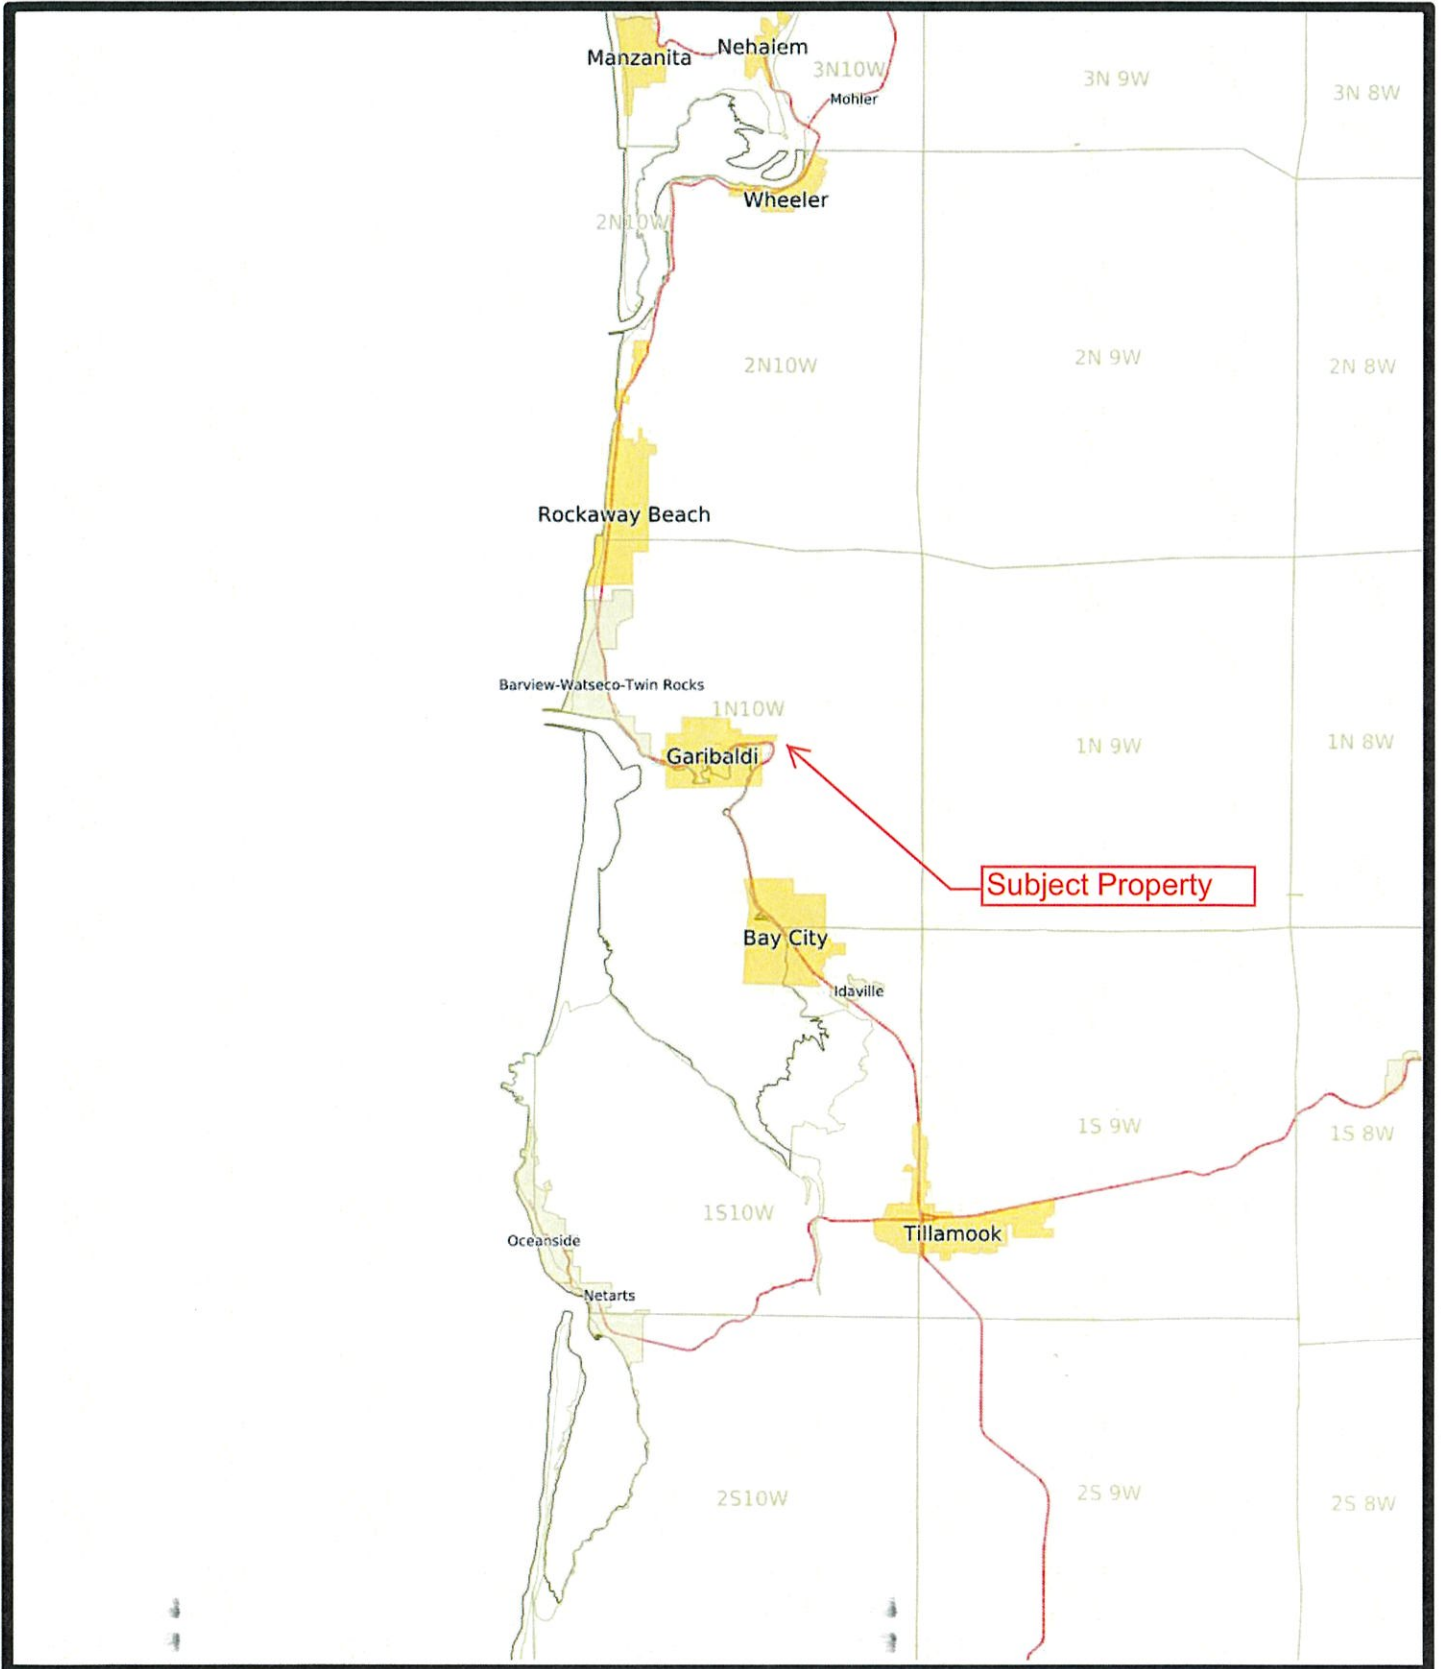 Manzanita
Nehalem
3N10W
Mohler
3N 9W
3N 8W
Wheeler
2N10W
2N10W
2N 9W
2N 8W
Rockaway Beach
Barview-Watseco-Twin Rocks
1N10W
Garibaldi
1N 9W
1N 8W
Subject Property
Bay City
Idaville
1S 9W
1S 8W
1S10W
Tillamook
Oceanside
Netarts
2S10W
2S 9W
2S 8W